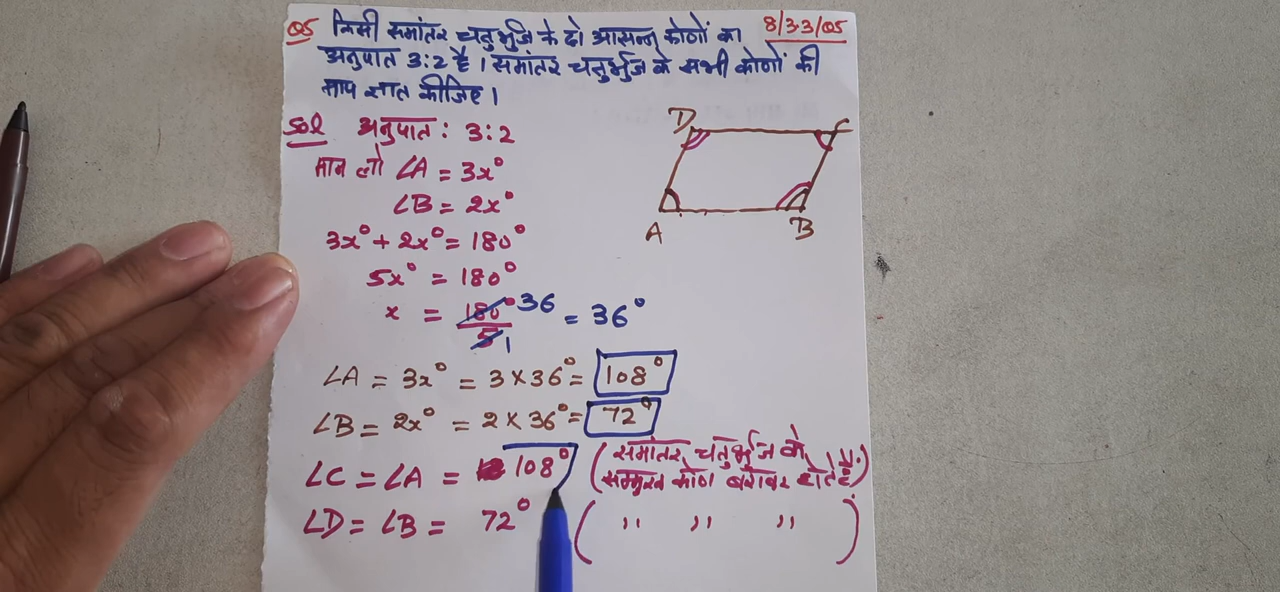 Q5 किसी समांतर चतुर्भुज के दो आसन्न कोणों का
8/3.3/Q5
अनुपात 3:2 है। समांतर चतुर्भुज के सभी कोणों की
माप ज्ञात कीजिए।
Sol अनुपात: 3:2
मान लो ∠A = 3x°
∠B = 2x°
3x° + 2x° = 180°
5x° = 180°
x = 180°/5 36 1 = 36°
∠A = 3x° = 3×36° = 108°
∠B = 2x° = 2×36° = 72°
∠C = ∠A = 108° (समांतर चतुर्भुज के
सम्मुख कोण बराबर होते हैं।)
∠D = ∠B = 72° ( ,, ,, ,, )
D C
A B